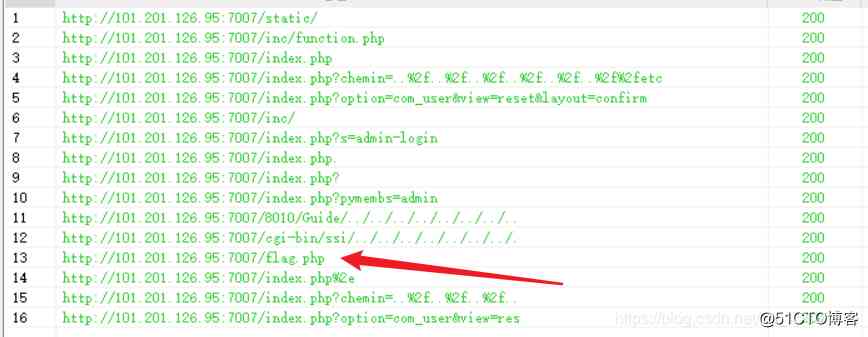 1 http://101.201.126.95:7007/static/ 200
2 http://101.201.126.95:7007/inc/function.php 200
3 http://101.201.126.95:7007/index.php 200
4 http://101.201.126.95:7007/index.php?chemin=..%2f..%2f..%2f..%2f..%2f..%2f%2fetc 200
5 http://101.201.126.95:7007/index.php?option=com_user&view=reset&layout=confirm 200
6 http://101.201.126.95:7007/inc/ 200
7 http://101.201.126.95:7007/index.php?s=admin-login 200
8 http://101.201.126.95:7007/index.php. 200
9 http://101.201.126.95:7007/index.php? 200
10 http://101.201.126.95:7007/index.php?pymembs=admin 200
11 http://101.201.126.95:7007/8010/Guide/../../../../../../../.. 200
12 http://101.201.126.95:7007/cgi-bin/ssi/../../../../../../../. 200
13 http://101.201.126.95:7007/flag.php 200
14 http://101.201.126.95:7007/index.php%2e 200
15 http://101.201.126.95:7007/index.php?chemin=..%2f..%2f..%2f.. 200
16 http://101.201.126.95:7007/index.php?option=com_user&view=res
https://blog.csdn.ne @51CTO博客